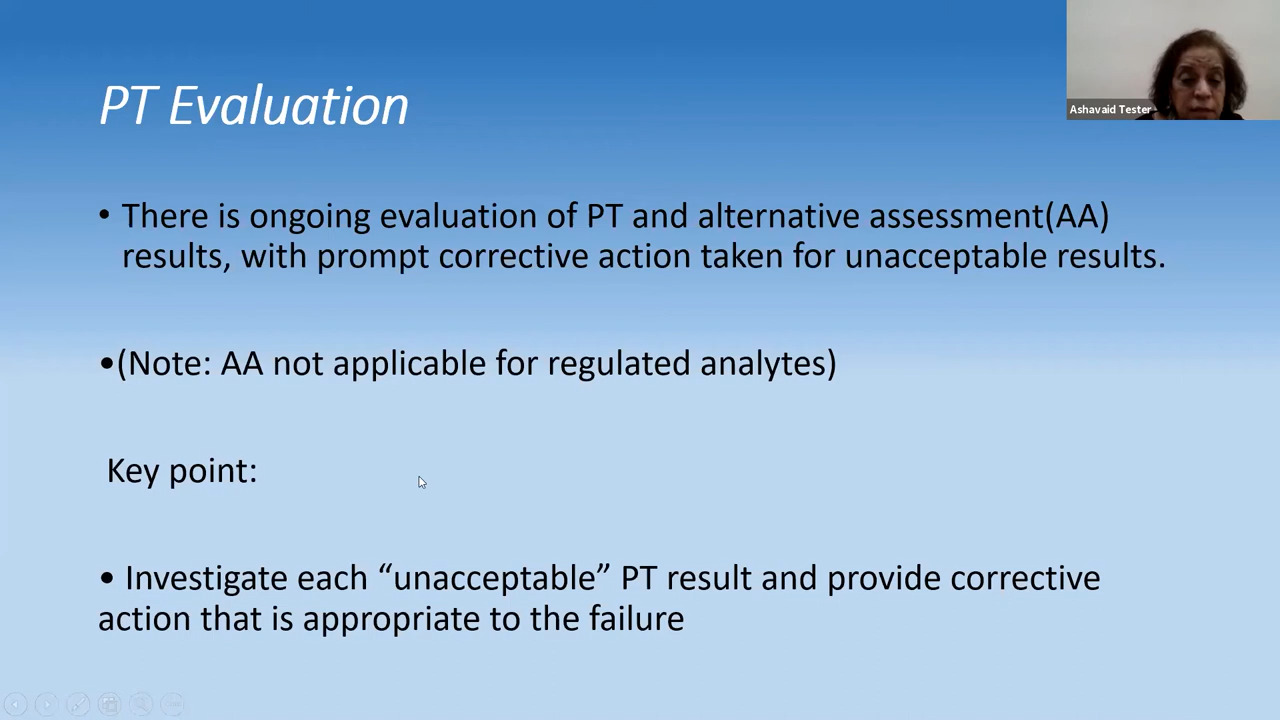 PT Evaluation
Ashavaid Tester
• There is ongoing evaluation of PT and alternative assessment(AA)
results, with prompt corrective action taken for unacceptable results.
•(Note: AA not applicable for regulated analytes)
Key point:
• Investigate each “unacceptable” PT result and provide corrective
action that is appropriate to the failure